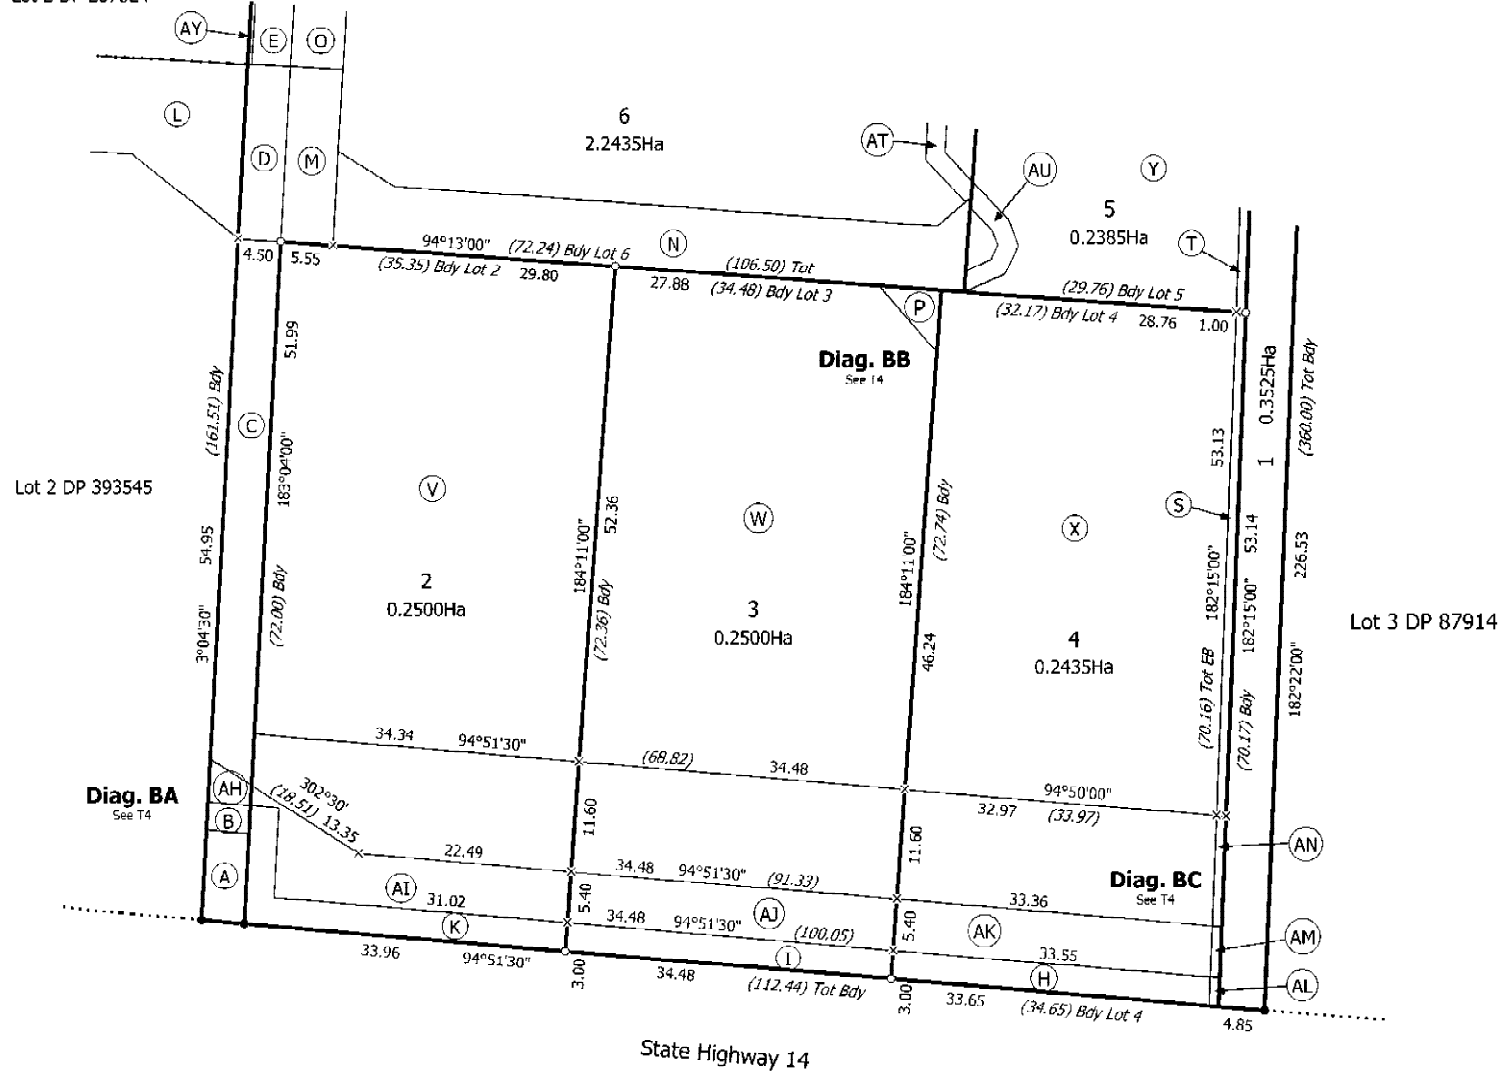 AY
E
O
L
D
M
6
2.2435Ha
AT
AU
Y
5
0.2385Ha
T
N
4.50
5.55
94°13'00"
(72.24) Bdy Lot 6
(35.35) Bdy Lot 2
29.80
27.88
(106.50) Tot
(34.48) Bdy Lot 3
P
(29.76) Bdy Lot 5
(32.17) Bdy Lot 4
28.76
1.00
Diag. BB
See T4
51.99
(161.51) Bdy
C
183°04'00"
Lot 2 DP 393545
54.95
3°04'30"
(72.00) Bdy
V
2
0.2500Ha
52.36
184°11'00"
(72.36) Bdy
W
3
0.2500Ha
(72.74) Bdy
184°11'00"
46.24
X
4
0.2435Ha
53.13
S
182°15'00"
(70.16) Tot EB
53.14
182°15'00"
(70.17) Bdy
1
0.3525Ha
(360.00) Tot Bdy
226.53
182°22'00"
Lot 3 DP 87914
34.34
94°51'30"
(68.82)
34.48
94°50'00"
32.97
(33.97)
Diag. BA
See T4
AH
B
A
302°30'
(18.51)
13.35
22.49
11.60
34.48
94°51'30"
(91.33)
11.60
Diag. BC
See T4
33.36
AN
AI
31.02
K
5.40
34.48
94°51'30"
AJ
(100.05)
5.40
AK
33.55
AM
33.96
94°51'30"
3.00
34.48
I
(112.44) Tot Bdy
3.00
H
33.65
(34.65) Bdy Lot 4
AL
4.85
State Highway 14